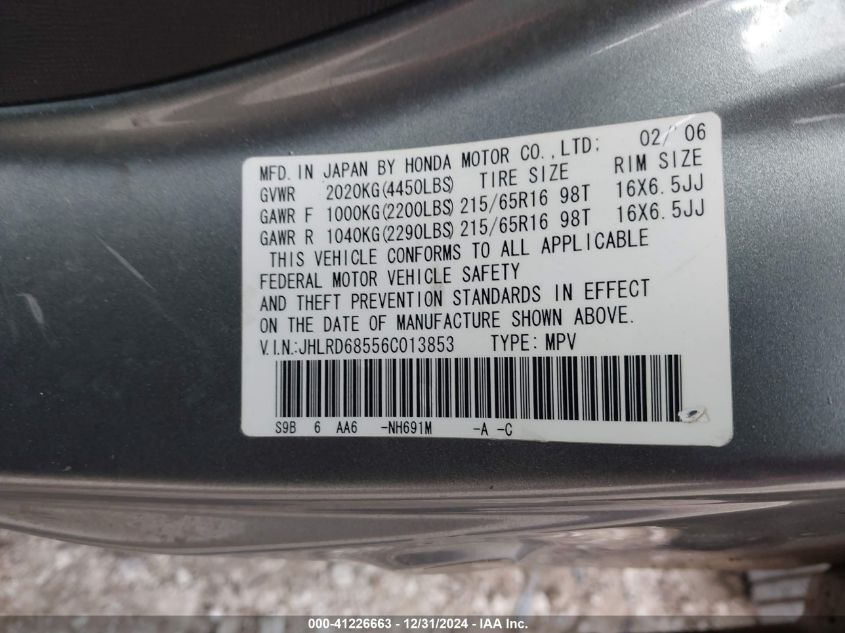 MFD. IN JAPAN BY HONDA MOTOR CO.,LTD; 02/ 06
GVWR 2020KG(4450LBS) TIRE SIZE RIM SIZE
GAWR F 1000KG(2200LBS) 215/65R16 98T 16X6.5JJ
GAWR R 1040KG(2290LBS) 215/65R16 98T 16X6.5JJ
THIS VEHICLE CONFORMS TO ALL APPLICABLE
FEDERAL MOTOR VEHICLE SAFETY
AND THEFT PREVENTION STANDARDS IN EFFECT
ON THE DATE OF MANUFACTURE SHOWN ABOVE.
V.I.N.:JHLRD68556C013853 TYPE: MPV
S9B 6 AA6 -NH691M -A -C
000-41226663 - 12/31/2024 - IAA Inc.